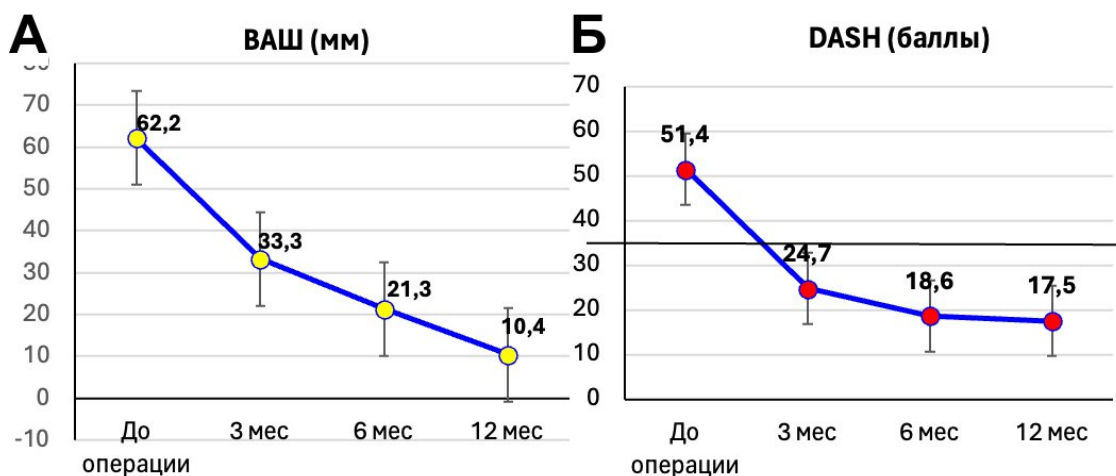 А
ВАШ (мм)
80
70
60
50
40
30
20
10
0
-10
62,2
33,3
21,3
10,4
До
операции
3 мес
6 мес
12 мес
Б
DASH (баллы)
70
60
50
40
30
20
10
0
51,4
24,7
18,6
17,5
До
операции
3 мес
6 мес
12 мес